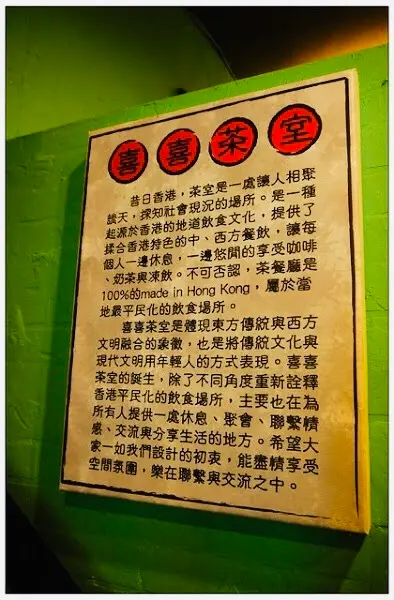 喜喜茶室
昔日香港，茶室是一處讓人相聚
談天，探知社會現況的場所。是一種
起源於香港的地道飲食文化，提供了
揉合香港特色的中、西方餐飲，讓每
個人一邊休息，一邊悠閒的享受咖啡
、奶茶與凍飲。不可否認，茶餐廳是
100%的made in Hong Kong，屬於當
地最平民化的飲食場所。
喜喜茶室是體現東方傳統與西方
文明融合的象徵，也是將傳統文化與
現代文明用年輕人的方式表現。喜喜
茶室的誕生，除了不同角度重新詮釋
香港平民化的飲食場所，主要也在為
所有人提供一處休息、聚會、聯繫情
感、交流與分享生活的地方。希望大
家一如我們設計的初衷，能盡情享受
空間氛圍，樂在聯繫與交流之中。